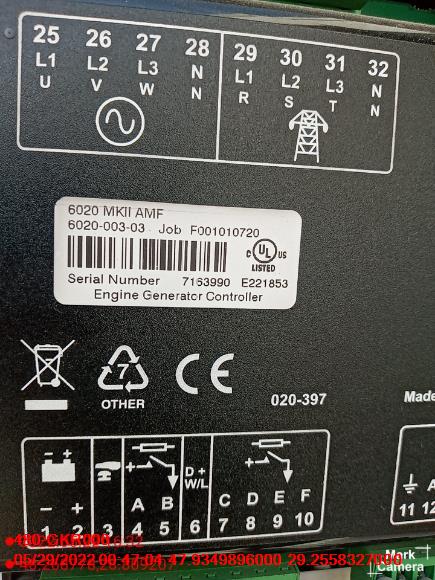 25 26 27 28
L1 L2 L3 N
U V W N
29 30 31 32
L1 L2 L3 N
R S T N
6020 MKII AMF
6020-003-03 Job F001010720
C UL US
LISTED
Serial Number 7163990 E221853
Engine Generator Controller
7
OTHER
CE
020-397
Made
- +
- +
1 2 3
+
A B
4 5
D+
W/L
6
+
C D E F
7 8 9 10
A
11 12
05/29/2022 00:47:04:47 9349896000 29.2558327000
Mark
Camera